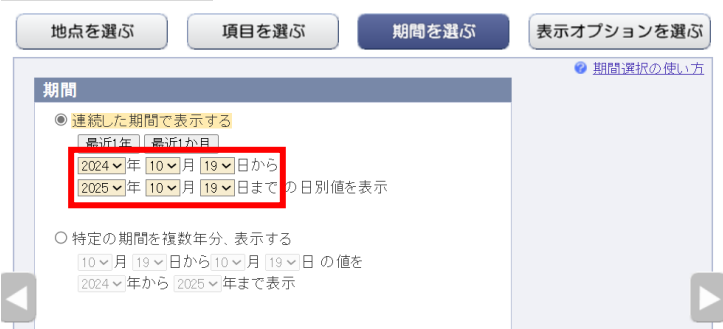 地点を選ぶ 項目を選ぶ 期間を選ぶ 表示オプションを選ぶ
期間選択の使い方
期間
連続した期間で表示する
最近1年 最近1か月
2024年 10月 19日から
2025年 10月 19日まで の日別値を表示
特定の期間を複数年分、表示する
10月 19日から10月 19日 の値を
2024年から 2025年まで表示